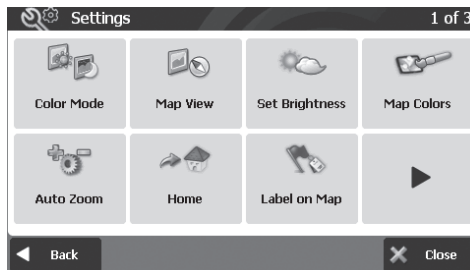 Settings
1 of 3
Color Mode
Map View
Set Brightness
Map Colors
Auto Zoom
Home
Label on Map
Back
Close